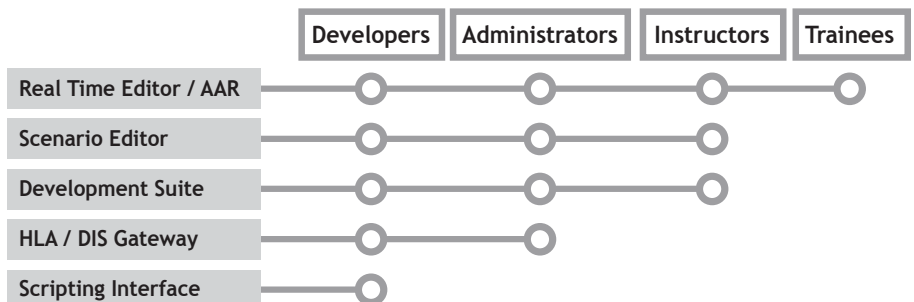 Developers Administrators Instructors Trainees
Real Time Editor / AAR
Scenario Editor
Development Suite
HLA / DIS Gateway
Scripting Interface